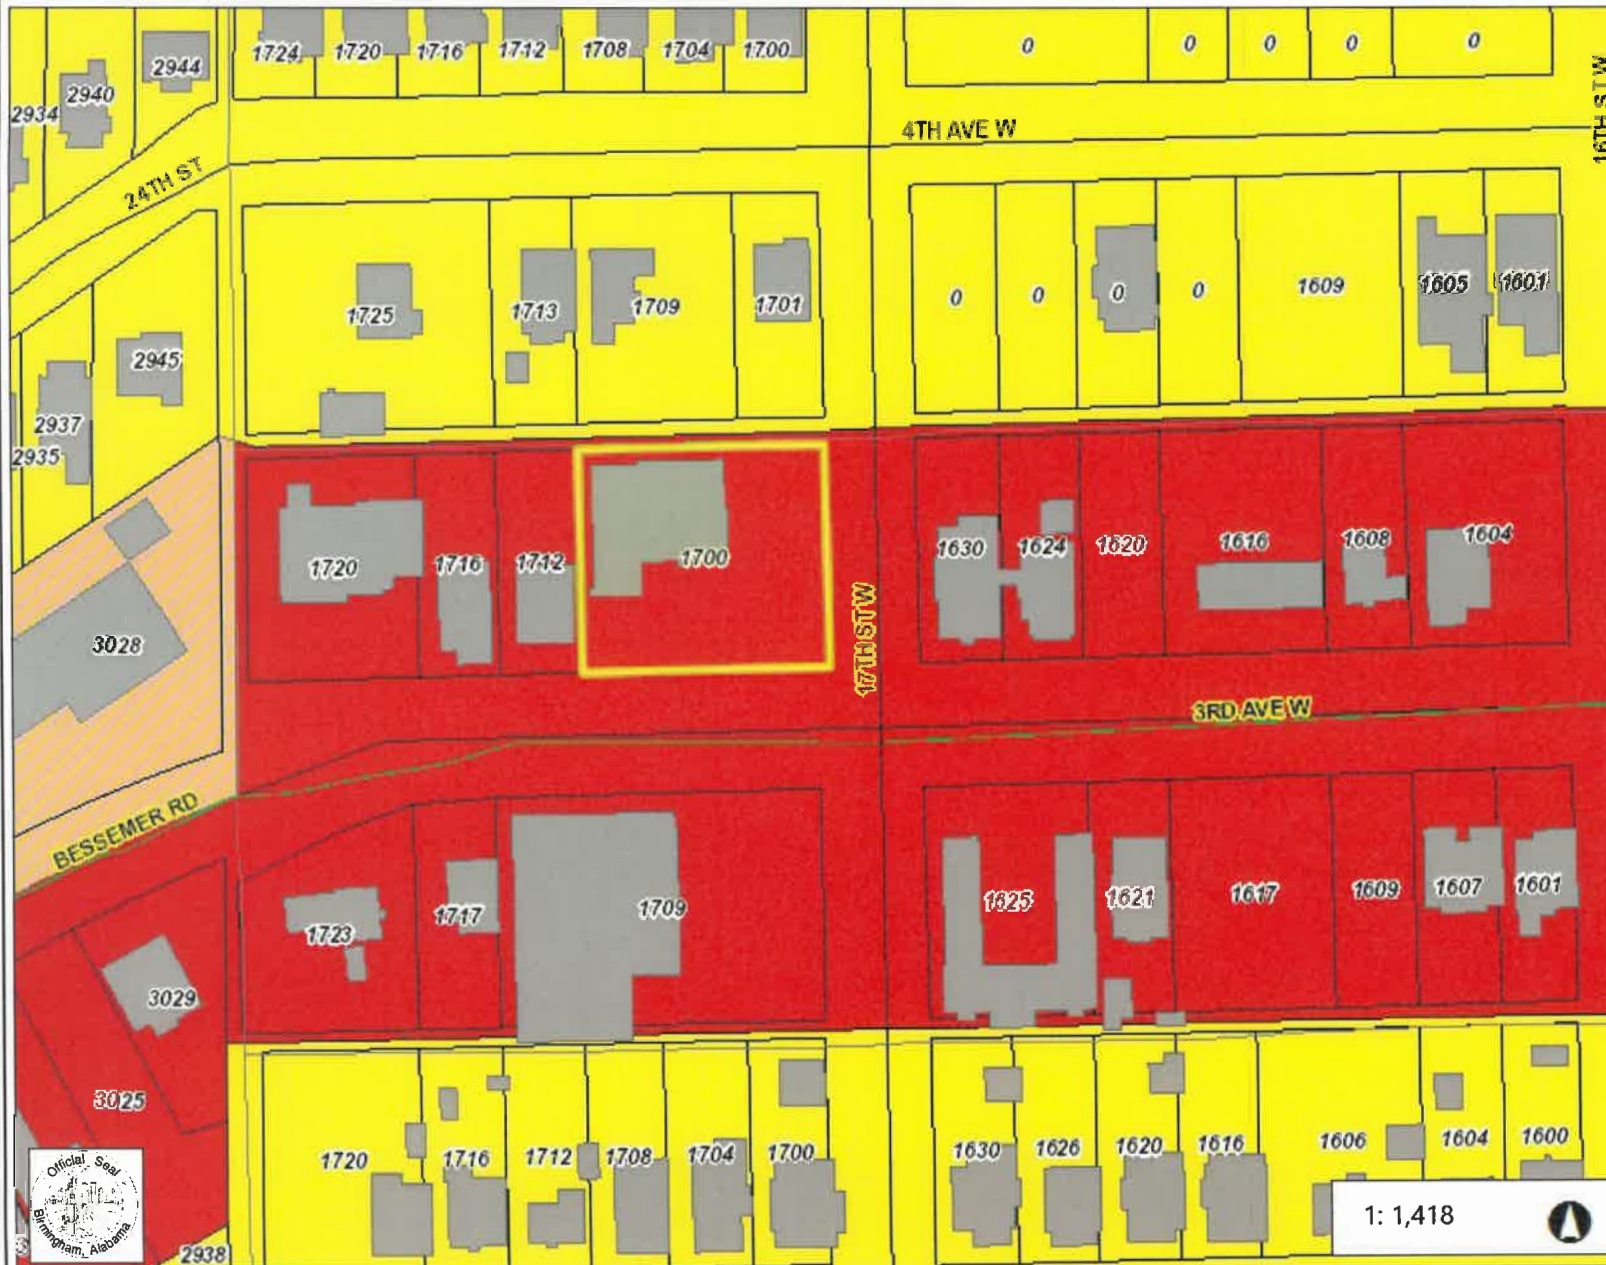 1724 1720 1716 1712 1708 1704 1700 0 0 0 0 0
2944
2940
2934
16TH ST W
4TH AVE W
24TH ST
1725 1713 1709 1701 0 0 0 0 1609 1605 1601
2945
2937
2935
1720 1716 1712 1700 1630 1624 1620 1616 1608 1604
3028
17TH ST W
3RD AVE W
BESSEMER RD
1723 1717 1709 1625 1621 1617 1609 1607 1601
3029
3025
1720 1716 1712 1708 1704 1700 1630 1626 1620 1616 1606 1604 1600
Official Seal
Birmingham, Alabama
2938
1: 1,418